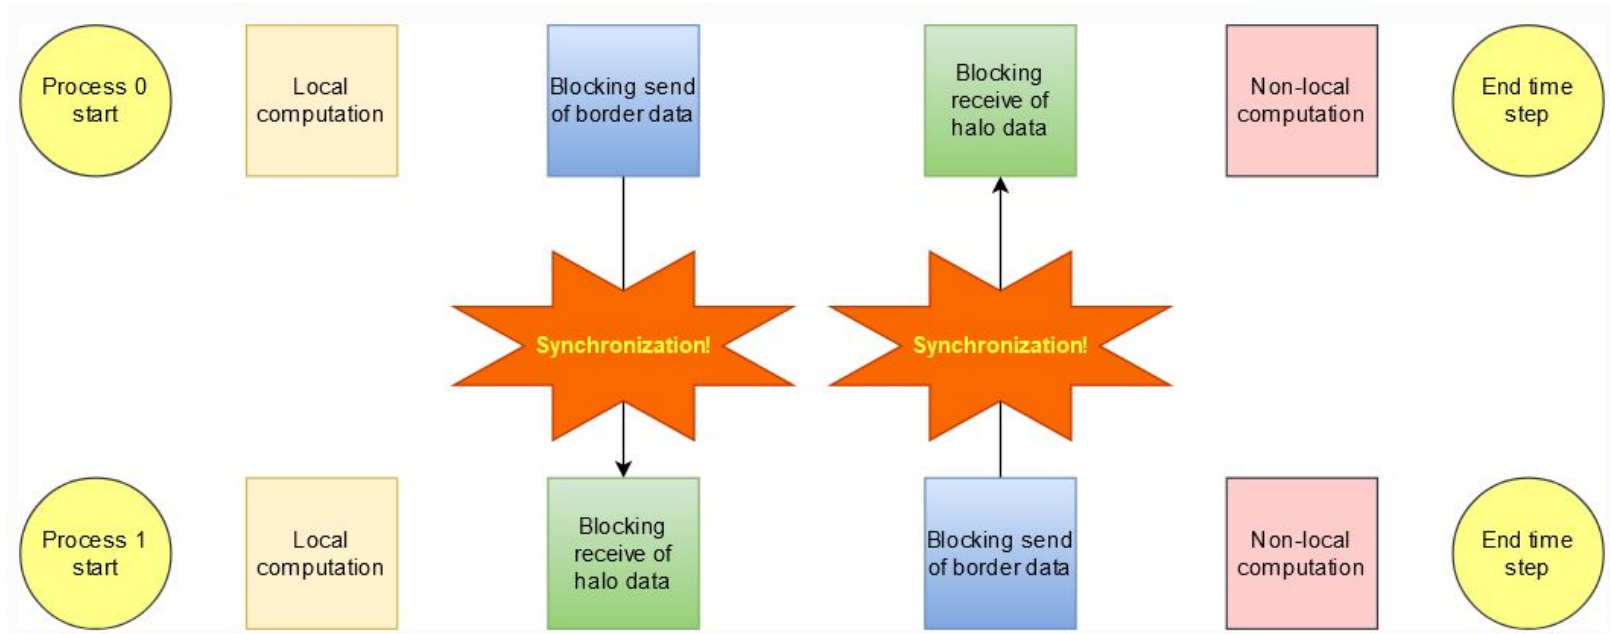 Process 0
start
Local
computation
Blocking send
of border data
Blocking
receive of
halo data
Non-local
computation
End time
step
Synchronization!
Synchronization!
Process 1
start
Local
computation
Blocking
receive of
halo data
Blocking send
of border data
Non-local
computation
End time
step